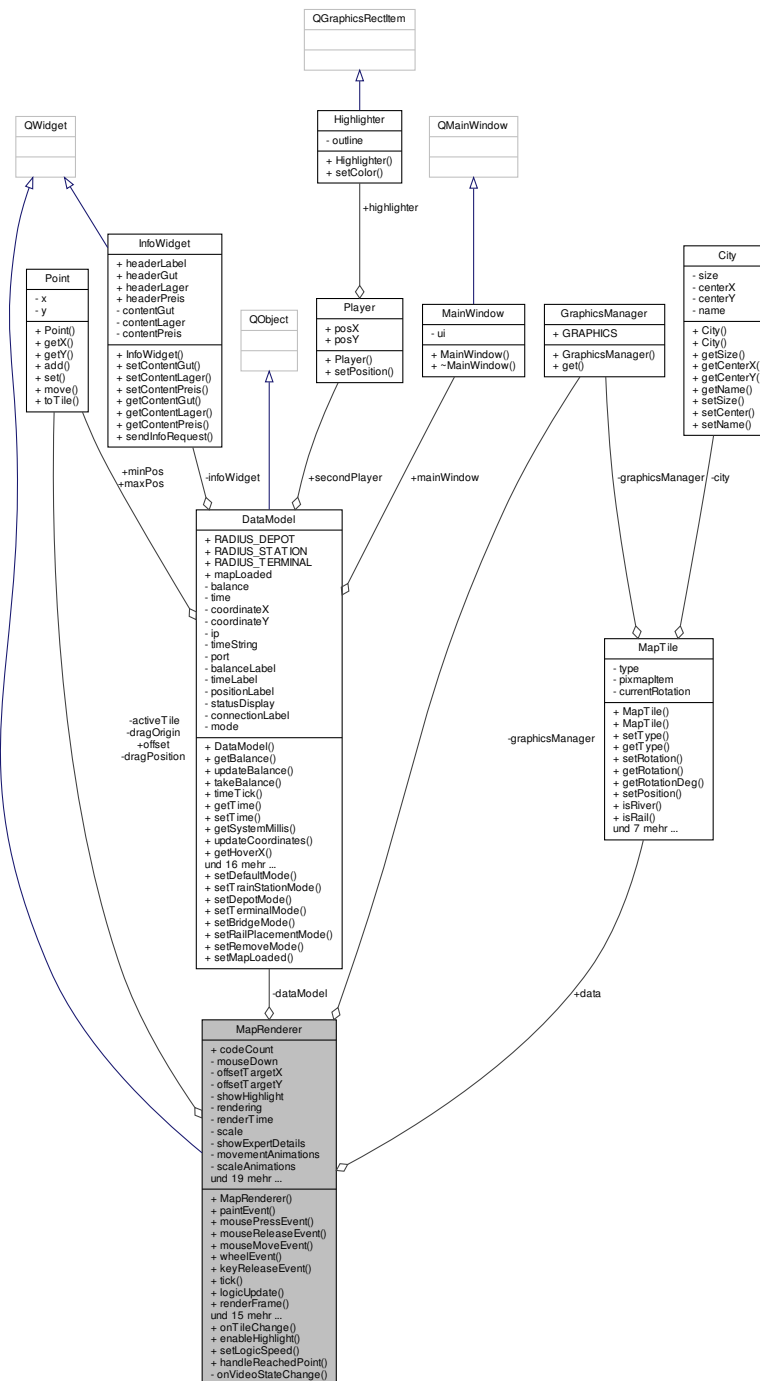 QGraphicsRectItem
Highlighter
- outline
+ Highlighter()
+ setColor()
QWidget
QMainWindow
+highlighter
InfoWidget
+ headerLabel
+ headerGut
+ headerLager
+ headerPreis
- contentGut
- contentLager
- contentPreis
+ InfoWidget()
+ setContentGut()
+ setContentLager()
+ setContentPreis()
+ getContentGut()
+ getContentLager()
+ getContentPreis()
+ sendInfoRequest()
Point
- x
- y
+ Point()
+ getX()
+ getY()
+ add()
+ set()
+ move()
+ toTile()
QObject
Player
+ posX
+ posY
+ Player()
+ setPosition()
MainWindow
- ui
+ MainWindow()
+ ~MainWindow()
GraphicsManager
+ GRAPHICS
+ GraphicsManager()
+ get()
City
- size
- centerX
- centerY
- name
+ City()
+ City()
+ getSize()
+ getCenterX()
+ getCenterY()
+ getName()
+ setSize()
+ setCenter()
+ setName()
+minPos
+maxPos
-infoWidget
+secondPlayer
+mainWindow
-graphicsManager
-city
DataModel
+ RADIUS_DEPOT
+ RADIUS_STATION
+ RADIUS_TERMINAL
+ mapLoaded
- balance
- time
- coordinateX
- coordinateY
- ip
- timeString
- port
- balanceLabel
- timeLabel
- positionLabel
- statusDisplay
- connectionLabel
- mode
+ DataModel()
+ getBalance()
+ updateBalance()
+ takeBalance()
+ timeTick()
+ getTime()
+ setTime()
+ getSystemMillis()
+ updateCoordinates()
+ getHoverX()
und 16 mehr ...
+ setDefaultMode()
+ setTrainStationMode()
+ setDepotMode()
+ setTerminalMode()
+ setBridgeMode()
+ setRailPlacementMode()
+ setRemoveMode()
+ setMapLoaded()
MapTile
- type
- pixmapItem
- currentRotation
+ MapTile()
+ MapTile()
+ setType()
+ getType()
+ setRotation()
+ getRotation()
+ getRotationDeg()
+ setPosition()
+ isRiver()
+ isRail()
und 7 mehr ...
-activeTile
-dragOrigin
+offset
-dragPosition
-graphicsManager
-dataModel
+data
MapRenderer
+ codeCount
- mouseDown
- offsetTargetX
- offsetTargetY
- showHighlight
- rendering
- renderTime
- scale
- showExpertDetails
- movementAnimations
- scaleAnimations
und 19 mehr ...
+ MapRenderer()
+ paintEvent()
+ mousePressEvent()
+ mouseReleaseEvent()
+ mouseMoveEvent()
+ wheelEvent()
+ keyReleaseEvent()
+ tick()
+ logicUpdate()
+ renderFrame()
und 15 mehr ...
+ onTileChange()
+ enableHighlight()
+ setLogicSpeed()
+ handleReachedPoint()
- onVideoStateChange()